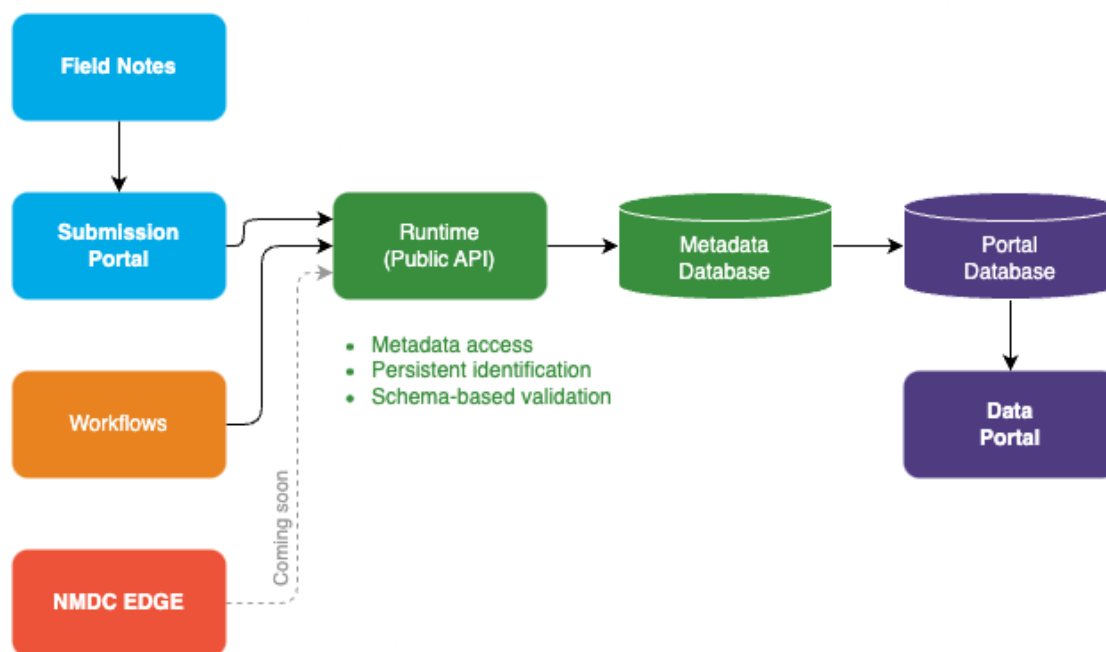 Field Notes
Submission
Portal
Runtime
(Public API)
Metadata
Database
Portal
Database
• Metadata access
• Persistent identification
• Schema-based validation
Workflows
Data
Portal
Coming soon
NMDC EDGE